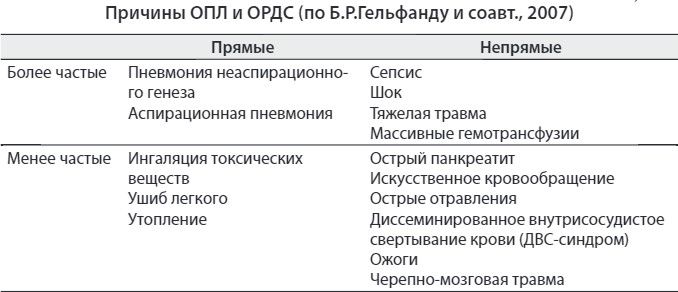 Причины ОПЛ и ОРДС (по Б.Р.Гельфанду и соавт., 2007)
Прямые Непрямые
Более частые Пневмония неаспирационно- Сепсис
го генеза Шок
Аспирационная пневмония Тяжелая травма
Массивные гемотрансфузии
Менее частые Ингаляция токсических Острый панкреатит
веществ Искусственное кровообращение
Ушиб легкого Острые отравления
Утопление Диссеминированное внутрисосудистое
свертывание крови (ДВС-синдром)
Ожоги
Черепно-мозговая травма